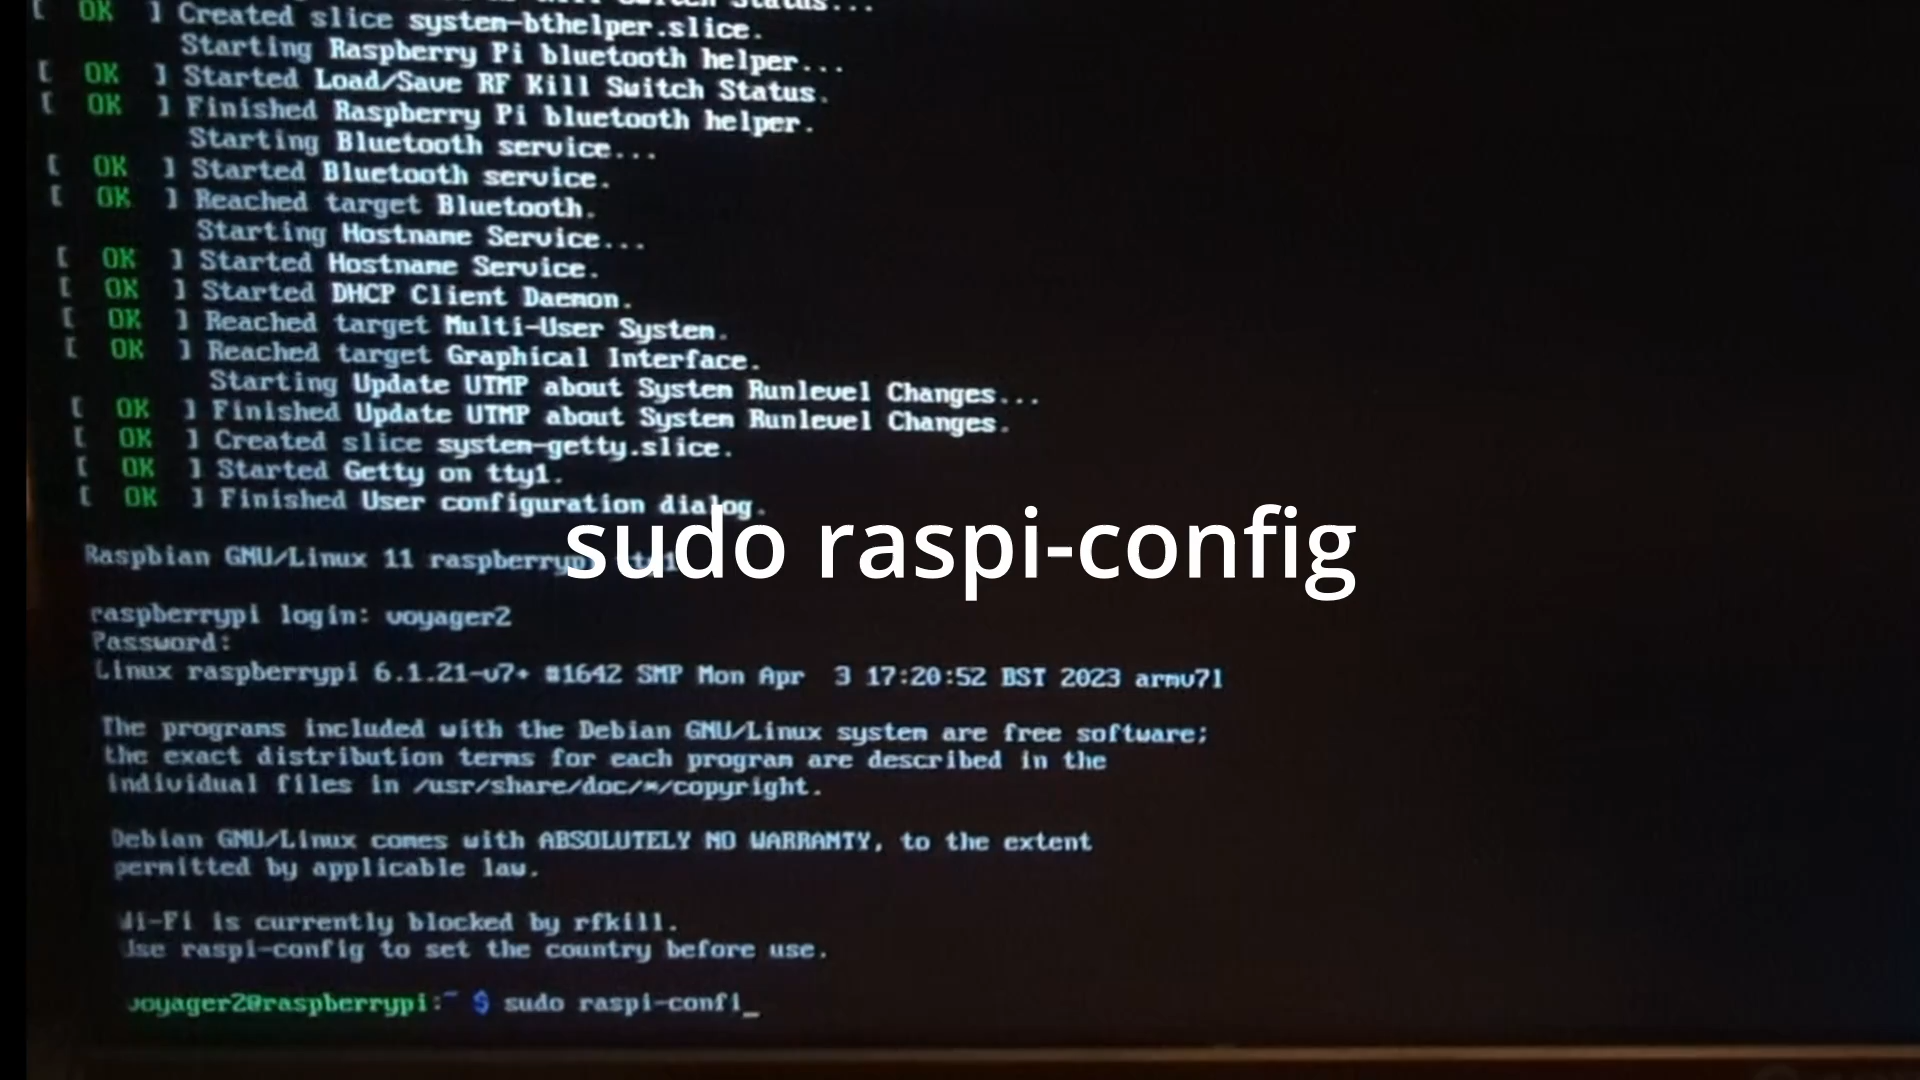 Status...
[ OK ] Created slice system-bthelper.slice.
Starting Raspberry Pi bluetooth helper...
[ OK ] Started Load/Save RF Kill Switch Status.
[ OK ] Finished Raspberry Pi bluetooth helper.
Starting Bluetooth service...
[ OK ] Started Bluetooth service.
[ OK ] Reached target Bluetooth.
Starting Hostname Service...
[ OK ] Started Hostname Service.
[ OK ] Started DHCP Client Daemon.
[ OK ] Reached target Multi-User System.
[ OK ] Reached target Graphical Interface.
Starting Update UTMP about System Runlevel Changes...
[ OK ] Finished Update UTMP about System Runlevel Changes.
[ OK ] Created slice system-getty.slice.
[ OK ] Started Getty on tty1.
[ OK ] Finished User configuration dialog.
sudo raspi-config
Raspbian GNU/Linux 11 raspberrypi tty1
raspberrypi login: voyager2
Password:
Linux raspberrypi 6.1.21-v7+ #1642 SMP Mon Apr 3 17:20:52 BST 2023 armv7l
The programs included with the Debian GNU/Linux system are free software;
the exact distribution terms for each program are described in the
individual files in /usr/share/doc/*/copyright.
Debian GNU/Linux comes with ABSOLUTELY NO WARRANTY, to the extent
permitted by applicable law.
Wi-Fi is currently blocked by rfkill.
Use raspi-config to set the country before use.
voyager2@raspberrypi:~ $ sudo raspi-confi_